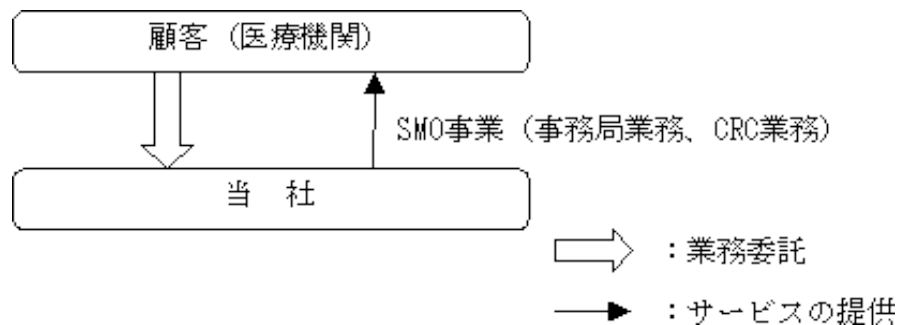 顧客（医療機関）
SMO事業（事務局業務、CRC業務）
当　社
：業務委託
：サービスの提供